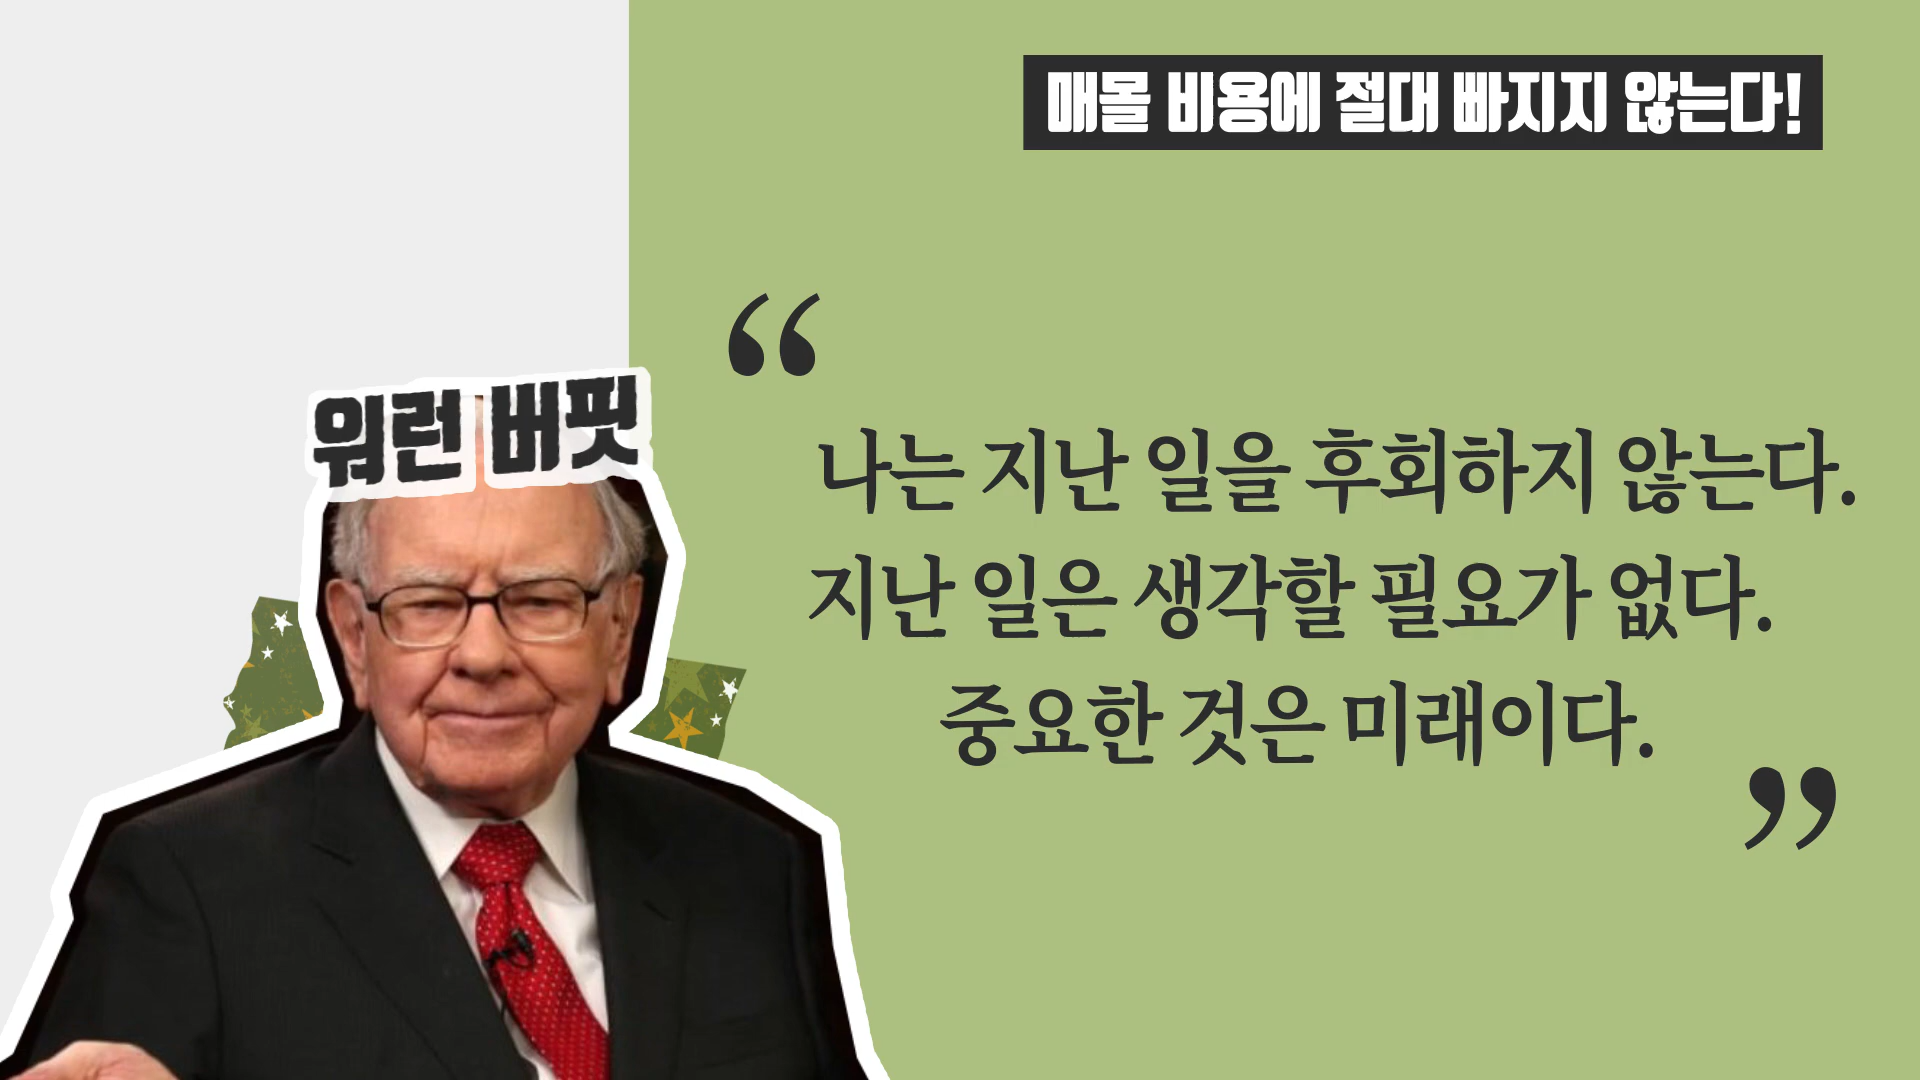 매몰 비용에 절대 빠지지 않는다!
워런 버핏
“
나는 지난 일을 후회하지 않는다.
지난 일은 생각할 필요가 없다.
중요한 것은 미래이다.
”